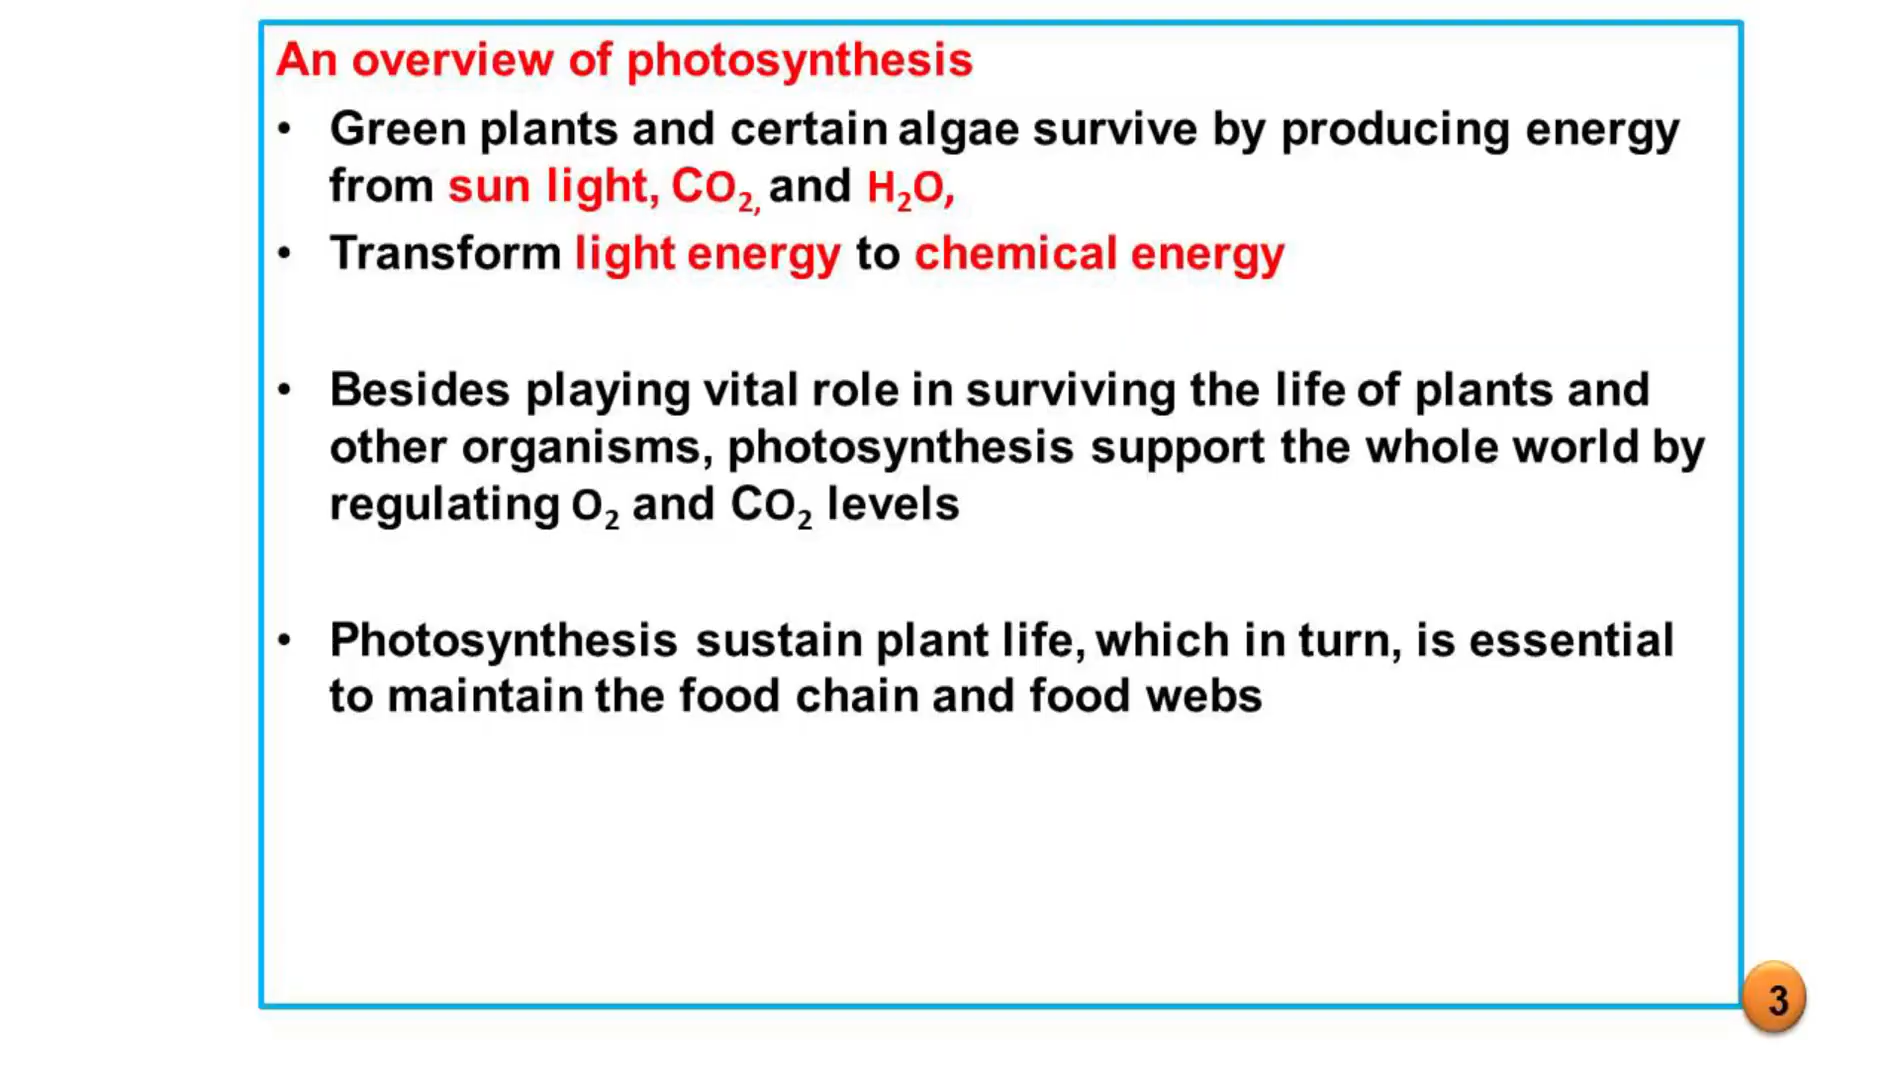 An overview of photosynthesis
• Green plants and certain algae survive by producing energy
from sun light, CO₂, and H₂O,
• Transform light energy to chemical energy
• Besides playing vital role in surviving the life of plants and
other organisms, photosynthesis support the whole world by
regulating O₂ and CO₂ levels
• Photosynthesis sustain plant life, which in turn, is essential
to maintain the food chain and food webs
3